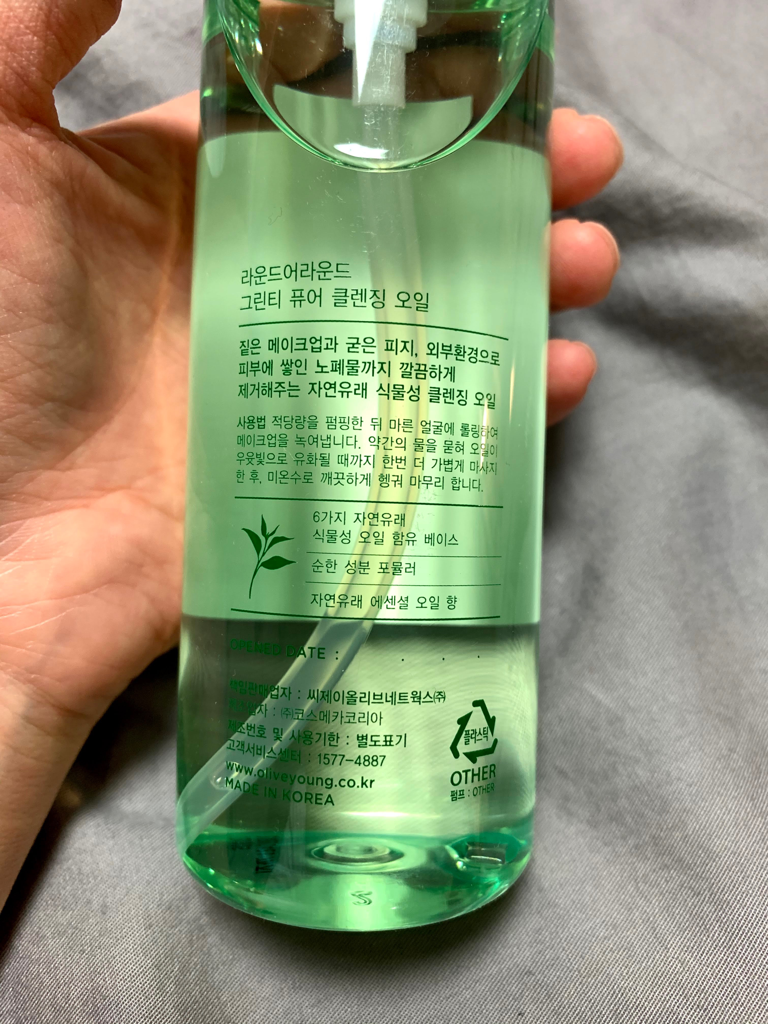 라운드어라운드
그린티 퓨어 클렌징 오일
짙은 메이크업과 굳은 피지, 외부환경으로
피부에 쌓인 노폐물까지 깔끔하게
제거해주는 자연유래 식물성 클렌징 오일
사용법 적당량을 펌핑한 뒤 마른 얼굴에 롤링하여
메이크업을 녹여냅니다. 약간의 물을 묻혀 오일이
우윳빛으로 유화될 때까지 한번 더 가볍게 마사지
한 후, 미온수로 깨끗하게 헹궈 마무리 합니다.
6가지 자연유래
식물성 오일 함유 베이스
순한 성분 포뮬러
자연유래 에센셜 오일 향
OPENED DATE : . . .
책임판매업자 : 씨제이올리브네트웍스㈜
: ㈜코스메카코리아
제조번호 및 사용기한 : 별도표기
고객서비스센터 : 1577-4887
www.oliveyoung.co.kr
MADE IN KOREA
플라스틱
OTHER
펌프 : OTHER